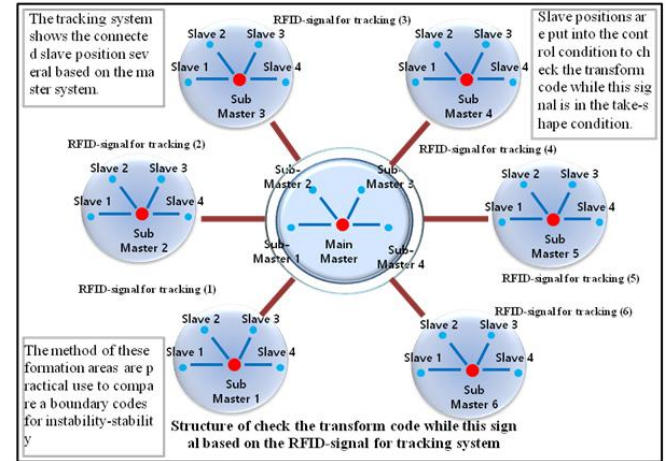 The tracking system
shows the connecte
d slave position sev
eral based on the ma
ster system.
RFID-signal for tracking (3)
Slave positions ar
e put into the cont
rol condition to ch
eck the transform
code while this sig
nal is in the take-s
hape condition.
Slave 2 Slave 3
Slave 1 Slave 4
Sub
Master 3
Slave 2 Slave 3
Slave 1 Slave 4
Sub
Master 4
RFID-signal for tracking (2)
RFID-signal for tracking (4)
Slave 2 Slave 3
Slave 1 Slave 4
Sub
Master 2
Sub-
Master 2
Sub-
Master 3
Main
Master
Sub-
Master 1
Sub-
Master 4
Slave 2 Slave 3
Slave 1 Slave 4
Sub
Master 5
RFID-signal for tracking (1)
RFID-signal for tracking (5)
RFID-signal for tracking (6)
Slave 2 Slave 3
Slave 1 Slave 4
Sub
Master 1
Slave 2 Slave 3
Slave 1 Slave 4
Sub
Master 6
The method of these
formation areas are p
ractical use to compa
re a boundary codes
for instability-stabilit
y
Structure of check the transform code while this sign
al based on the RFID-signal for tracking system